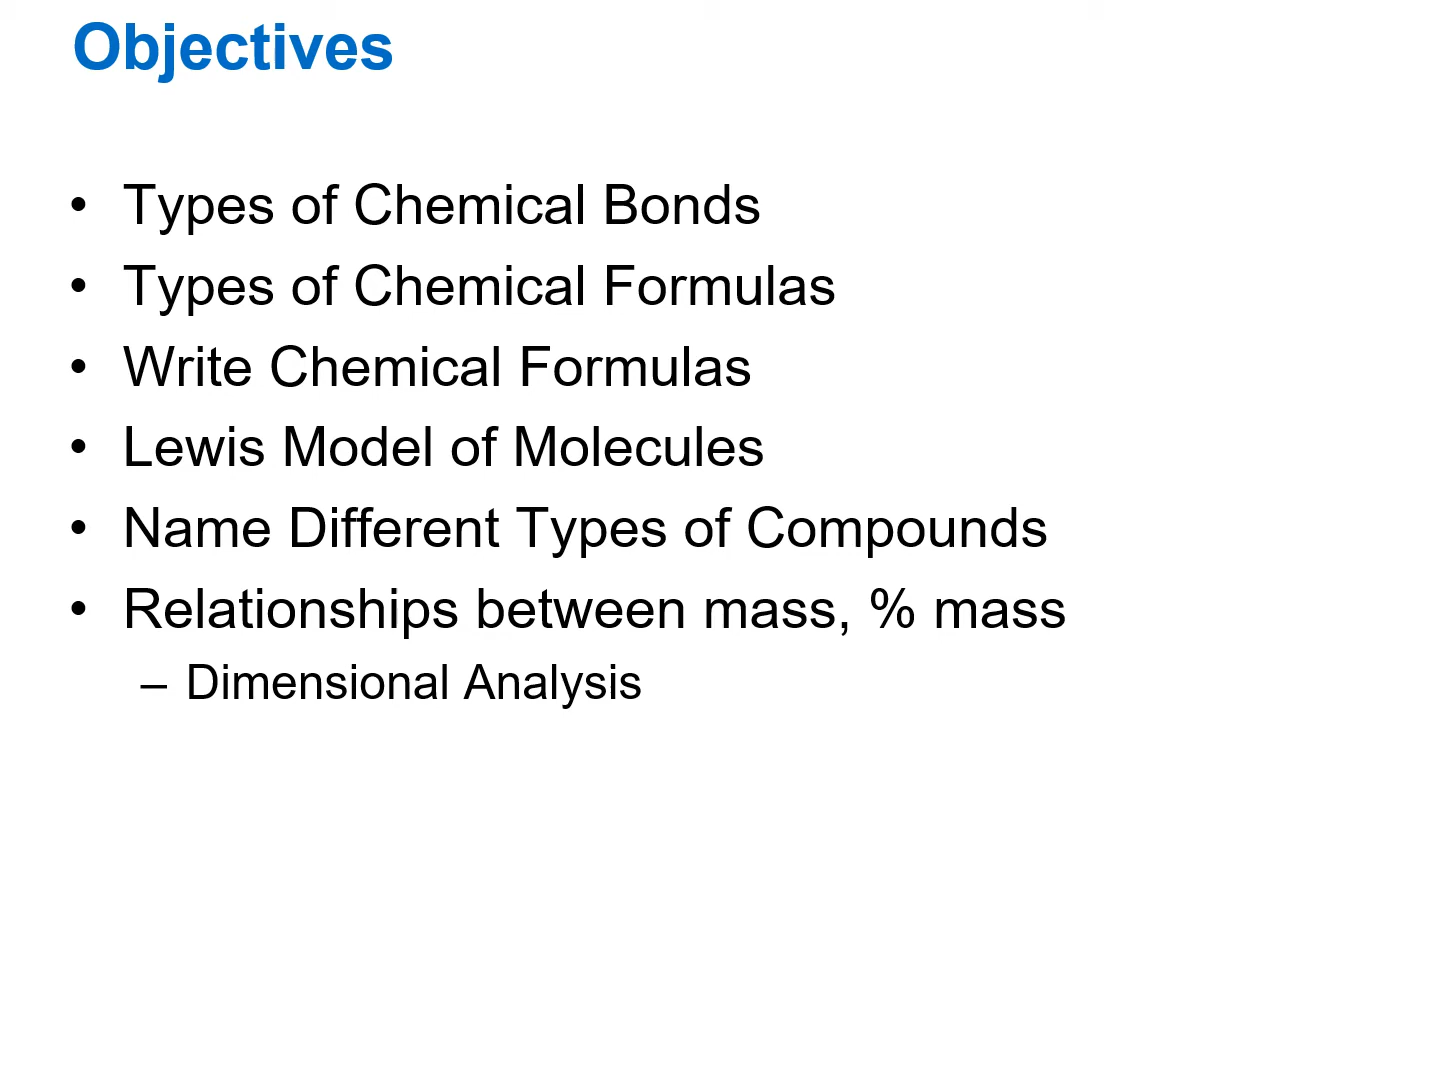 Objectives
• Types of Chemical Bonds
• Types of Chemical Formulas
• Write Chemical Formulas
• Lewis Model of Molecules
• Name Different Types of Compounds
• Relationships between mass, % mass
– Dimensional Analysis